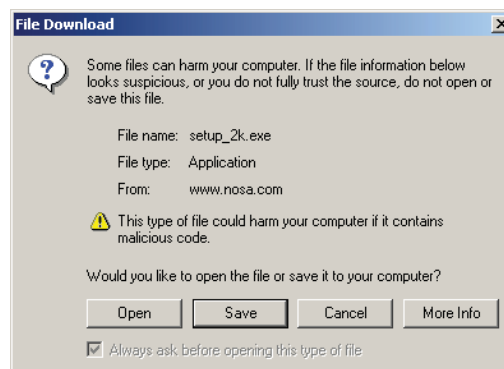 File Download
Some files can harm your computer. If the file information below
looks suspicious, or you do not fully trust the source, do not open or
save this file.
File name: setup_2k.exe
File type: Application
From: www.nosa.com
This type of file could harm your computer if it contains
malicious code.
Would you like to open the file or save it to your computer?
Open Save Cancel More Info
Always ask before opening this type of file